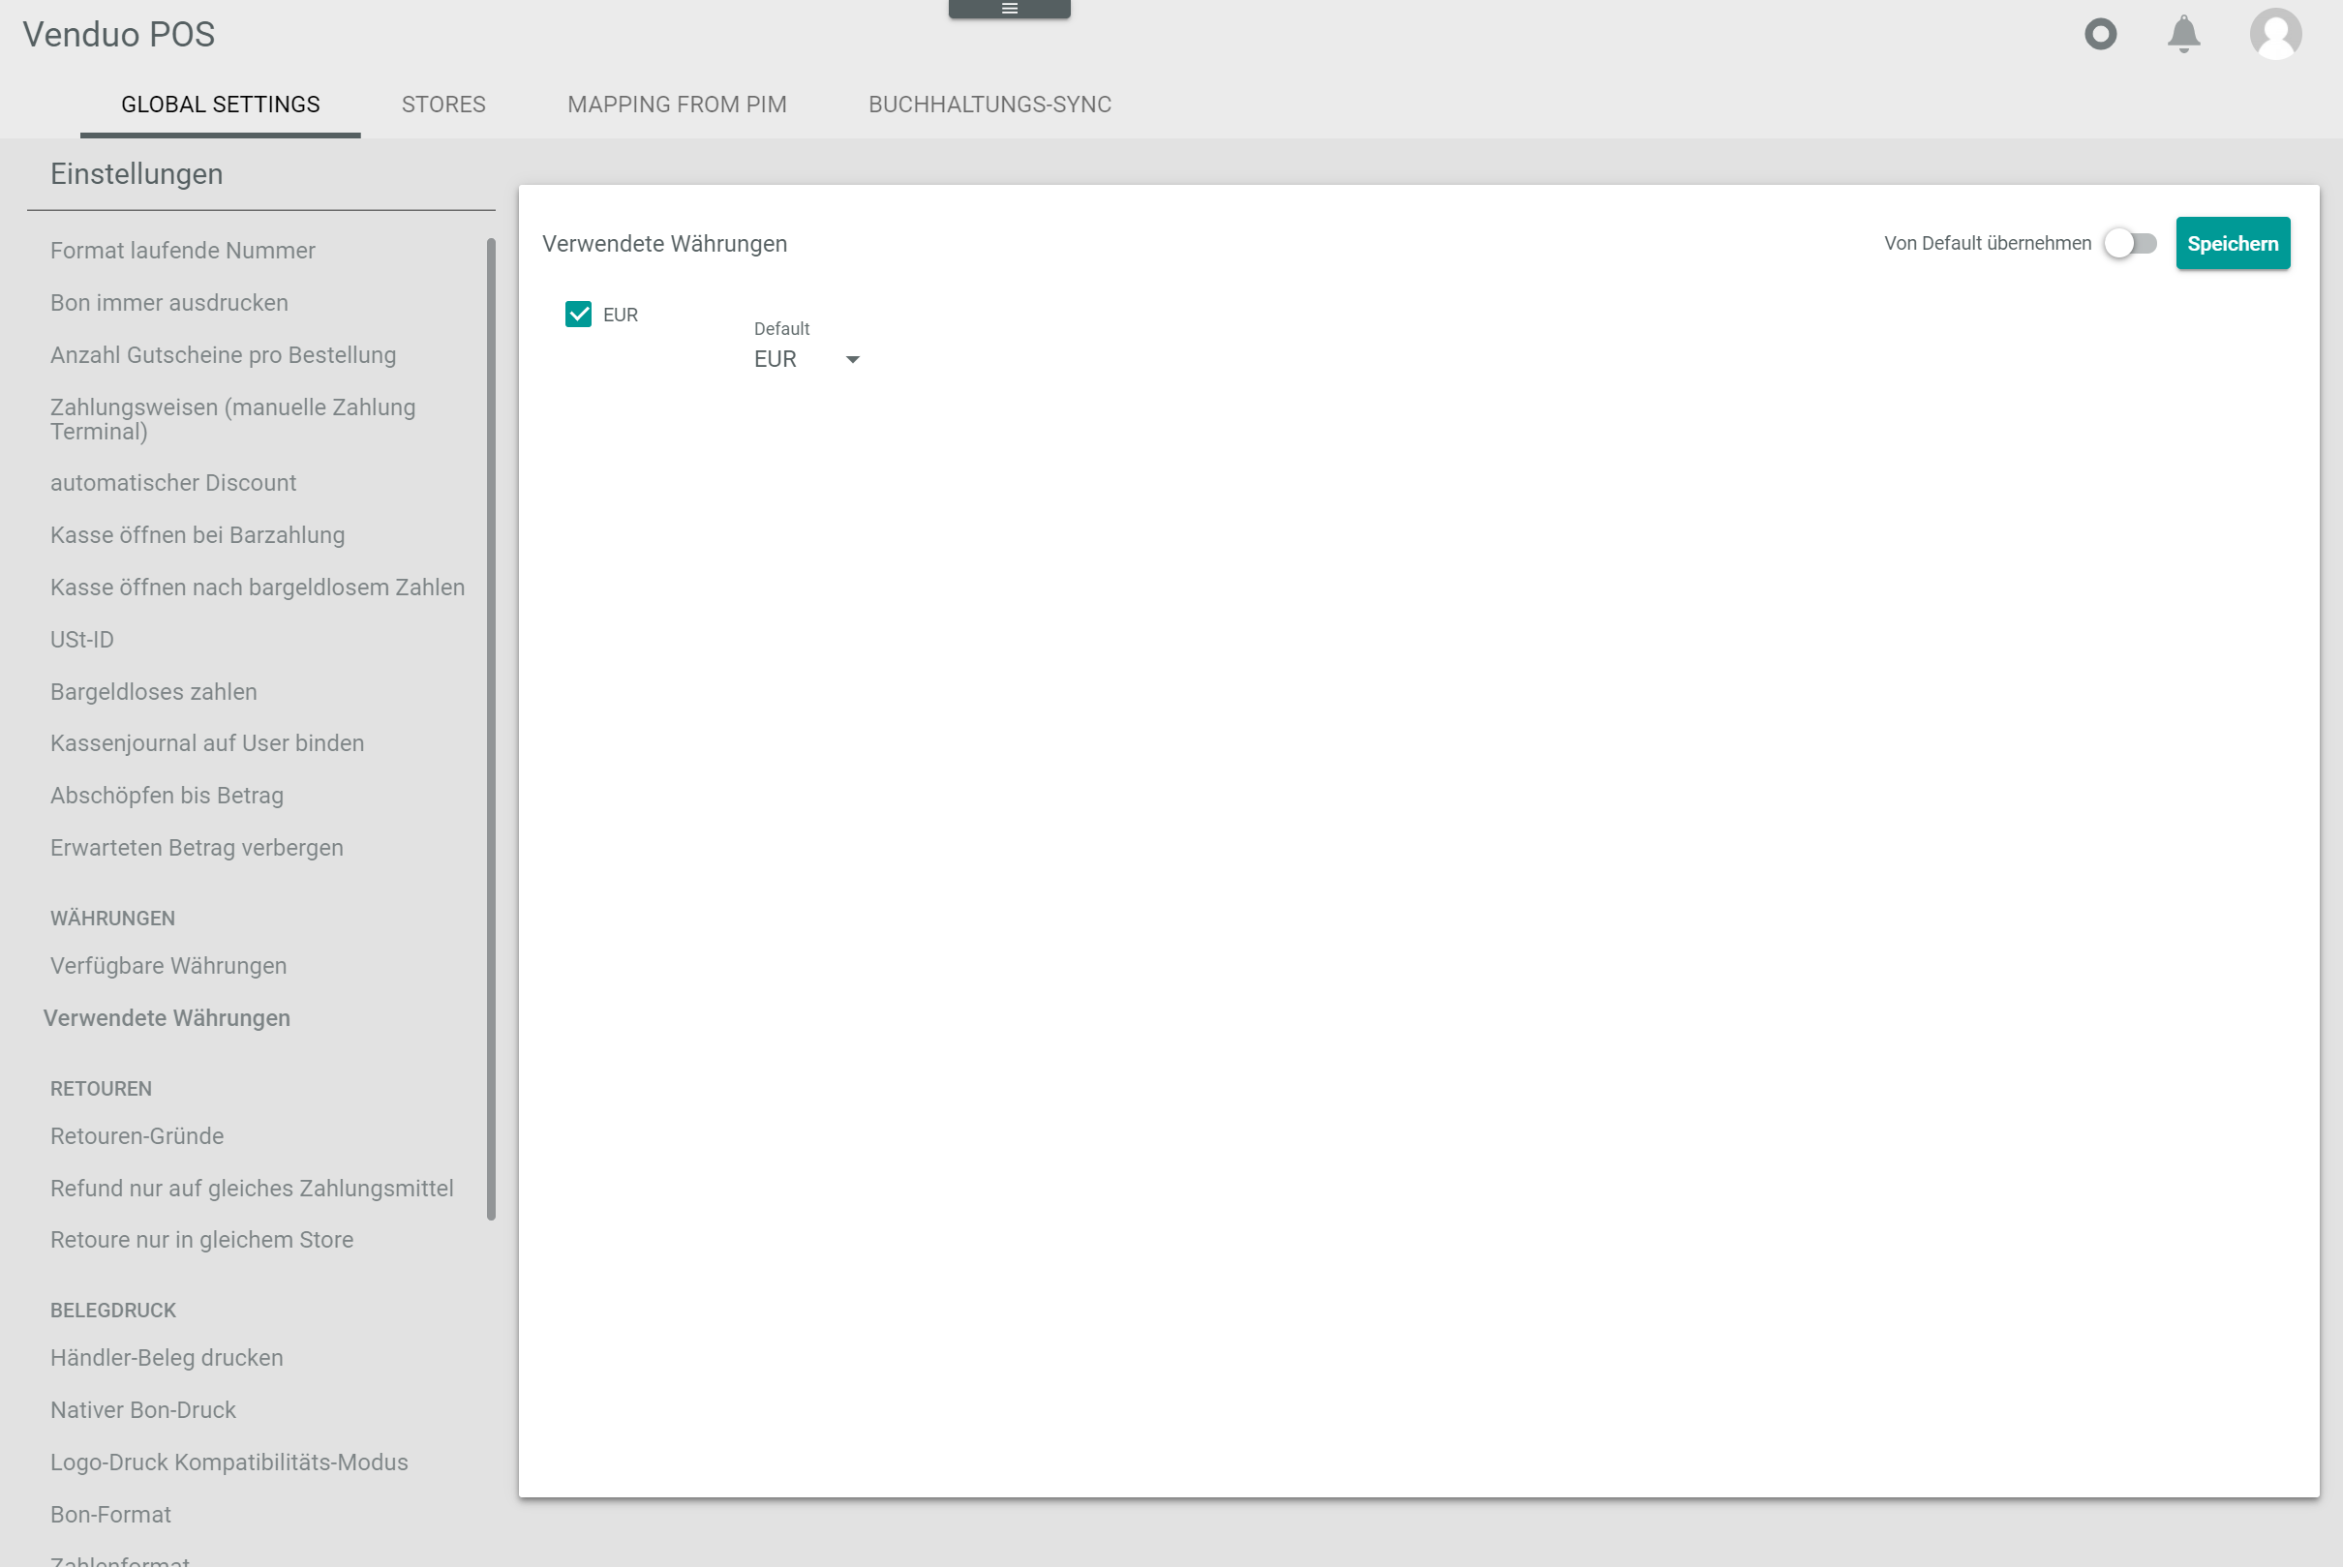 Venduo POS
GLOBAL SETTINGS
STORES
MAPPING FROM PIM
BUCHHALTUNGS-SYNC
Einstellungen
Format laufende Nummer
Bon immer ausdrucken
Anzahl Gutscheine pro Bestellung
Zahlungsweisen (manuelle Zahlung
Terminal)
automatischer Discount
Kasse öffnen bei Barzahlung
Kasse öffnen nach bargeldlosem Zahlen
USt-ID
Bargeldloses zahlen
Kassenjournal auf User binden
Abschöpfen bis Betrag
Erwarteten Betrag verbergen
WÄHRUNGEN
Verfügbare Währungen
Verwendete Währungen
RETOUREN
Retouren-Gründe
Refund nur auf gleiches Zahlungsmittel
Retoure nur in gleichem Store
BELEGDRUCK
Händler-Beleg drucken
Nativer Bon-Druck
Logo-Druck Kompatibilitäts-Modus
Bon-Format
Zahlenformat
Verwendete Währungen
Von Default übernehmen
Speichern
EUR
Default
EUR